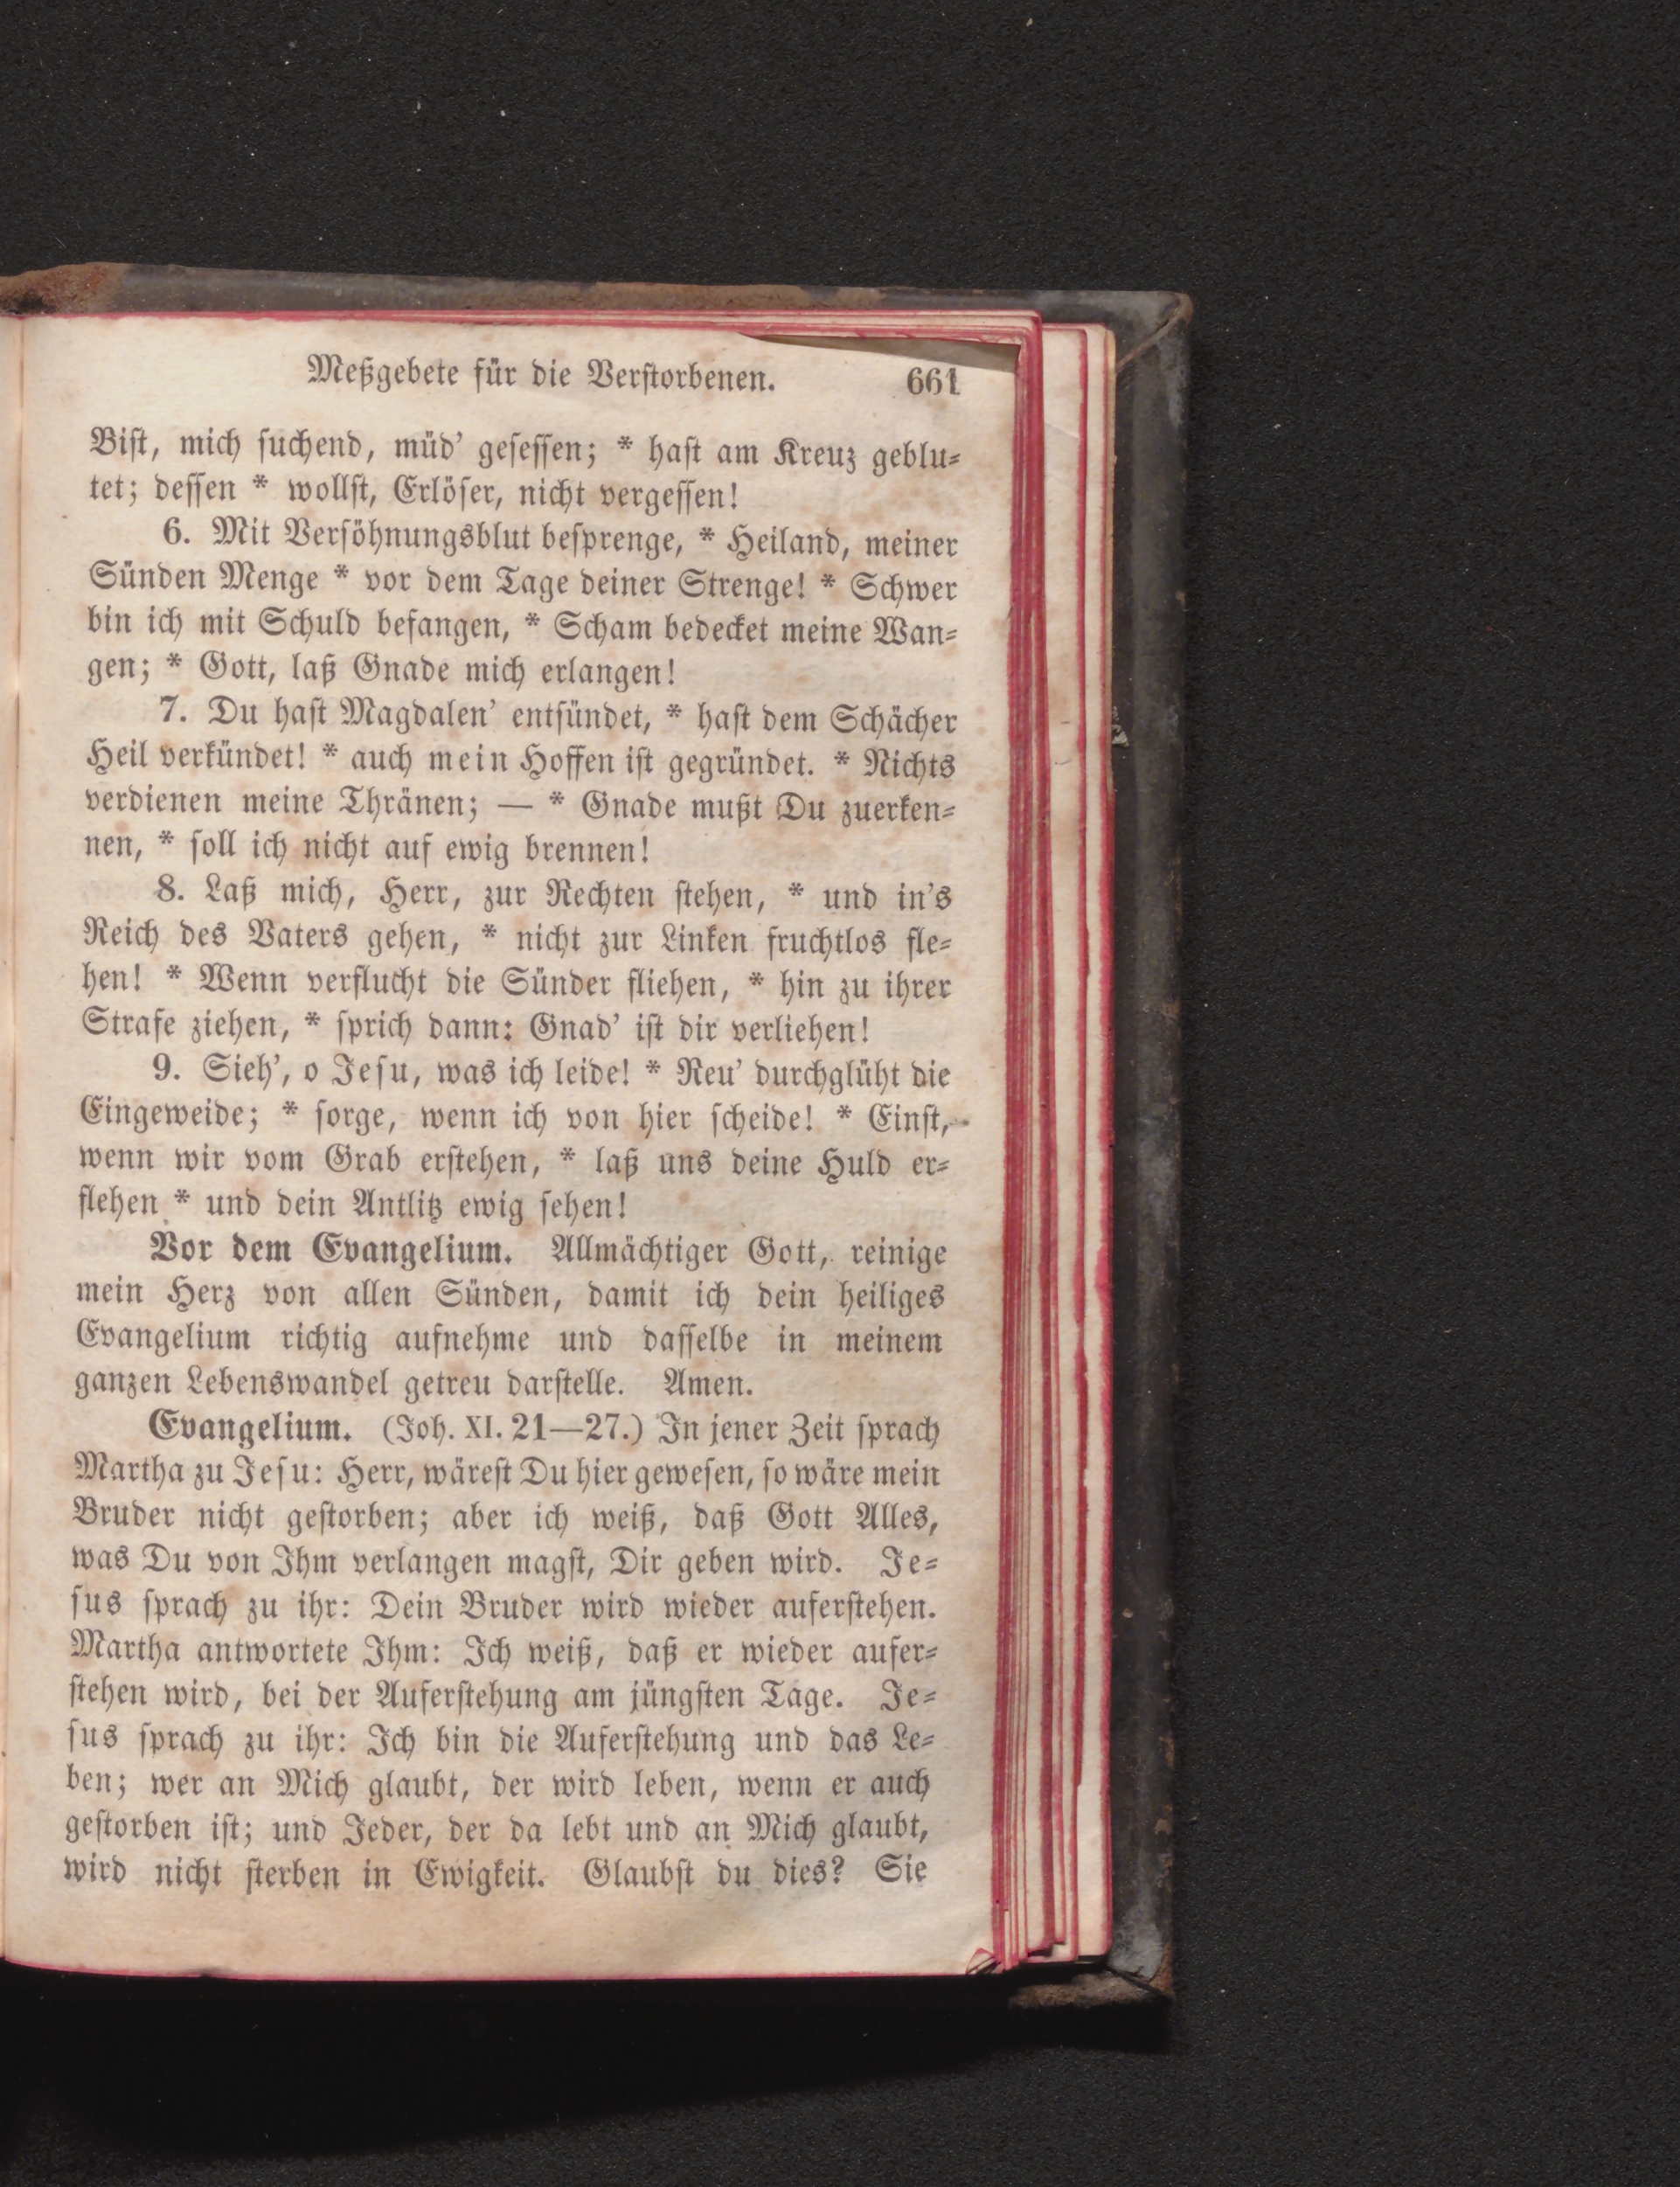 Meßgebete für die Verstorbenen. 661
Bist, mich suchend, müd' gesessen; * hast am Kreuz geblu-
tet; dessen * wollst, Erlöser, nicht vergessen!
6. Mit Versöhnungsblut besprenge, * Heiland, meiner
Sünden Menge * vor dem Tage deiner Strenge! * Schwer
bin ich mit Schuld befangen, * Scham bedecket meine Wan-
gen; * Gott, laß Gnade mich erlangen!
7. Du hast Magdalen' entsündet, * hast dem Schächer
Heil verkündet! * auch mein Hoffen ist gegründet. * Nichts
verdienen meine Thränen; — * Gnade mußt Du zuerken-
nen, * soll ich nicht auf ewig brennen!
8. Laß mich, Herr, zur Rechten stehen, * und in's
Reich des Vaters gehen, * nicht zur Linken fruchtlos fle-
hen! * Wenn verflucht die Sünder fliehen, * hin zu ihrer
Strafe ziehen, * sprich dann: Gnad' ist dir verliehen!
9. Sieh', o Jesu, was ich leide! * Reu' durchglüht die
Eingeweide; * sorge, wenn ich von hier scheide! * Einst,
wenn wir vom Grab erstehen, * laß uns deine Huld er-
flehen * und dein Antlitz ewig sehen!
Vor dem Evangelium. Allmächtiger Gott, reinige
mein Herz von allen Sünden, damit ich dein heiliges
Evangelium richtig aufnehme und dasselbe in meinem
ganzen Lebenswandel getreu darstelle. Amen.
Evangelium. (Joh. XI. 21—27.) In jener Zeit sprach
Martha zu Jesu: Herr, wärest Du hier gewesen, so wäre mein
Bruder nicht gestorben; aber ich weiß, daß Gott Alles,
was Du von Ihm verlangen magst, Dir geben wird. Je-
sus sprach zu ihr: Dein Bruder wird wieder auferstehen.
Martha antwortete Ihm: Ich weiß, daß er wieder aufer-
stehen wird, bei der Auferstehung am jüngsten Tage. Je-
sus sprach zu ihr: Ich bin die Auferstehung und das Le-
ben; wer an Mich glaubt, der wird leben, wenn er auch
gestorben ist; und Jeder, der da lebt und an Mich glaubt,
wird nicht sterben in Ewigkeit. Glaubst du dies? Sie